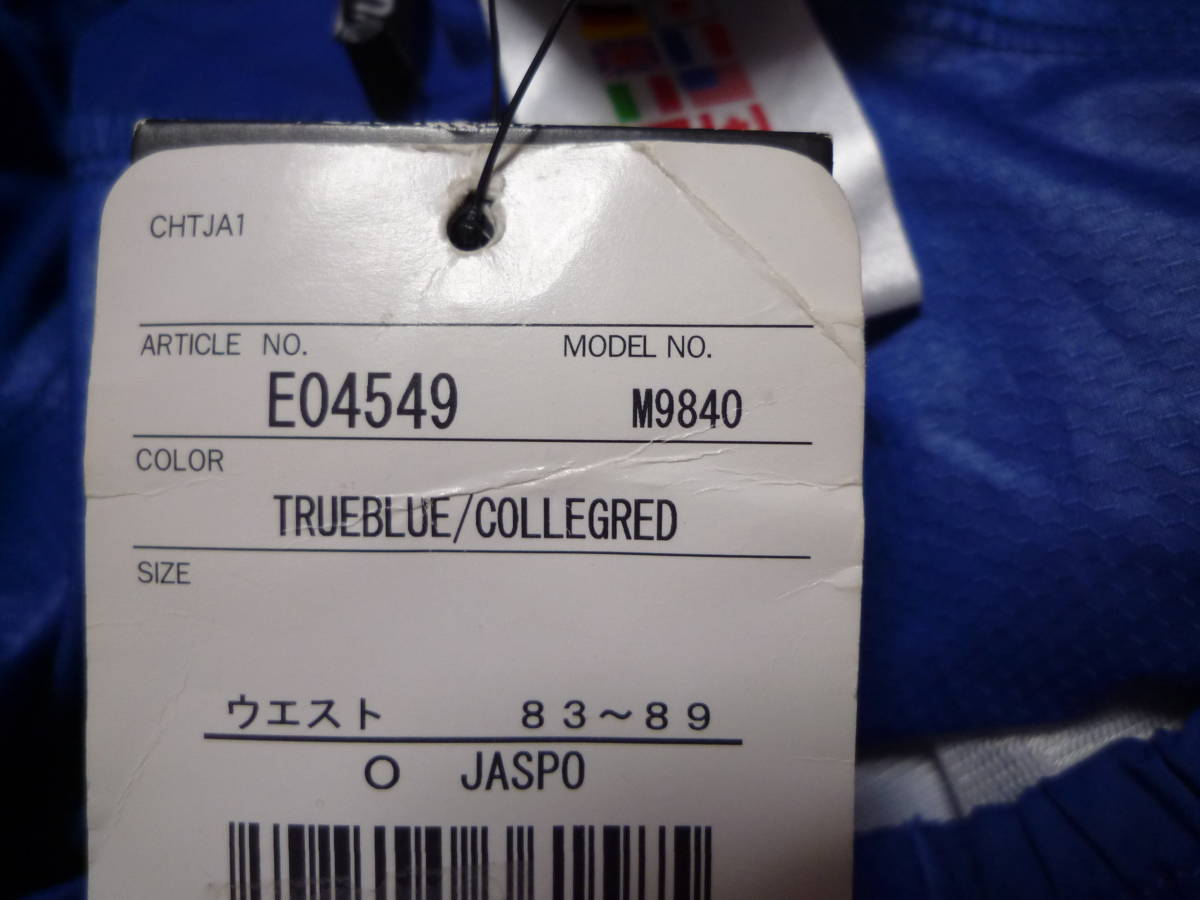 CHTJA1
ARTICLE NO. MODEL NO.
E04549 M9840
COLOR
TRUEBLUE/COLLEGRED
SIZE
ウエスト 83～89
O JASPO